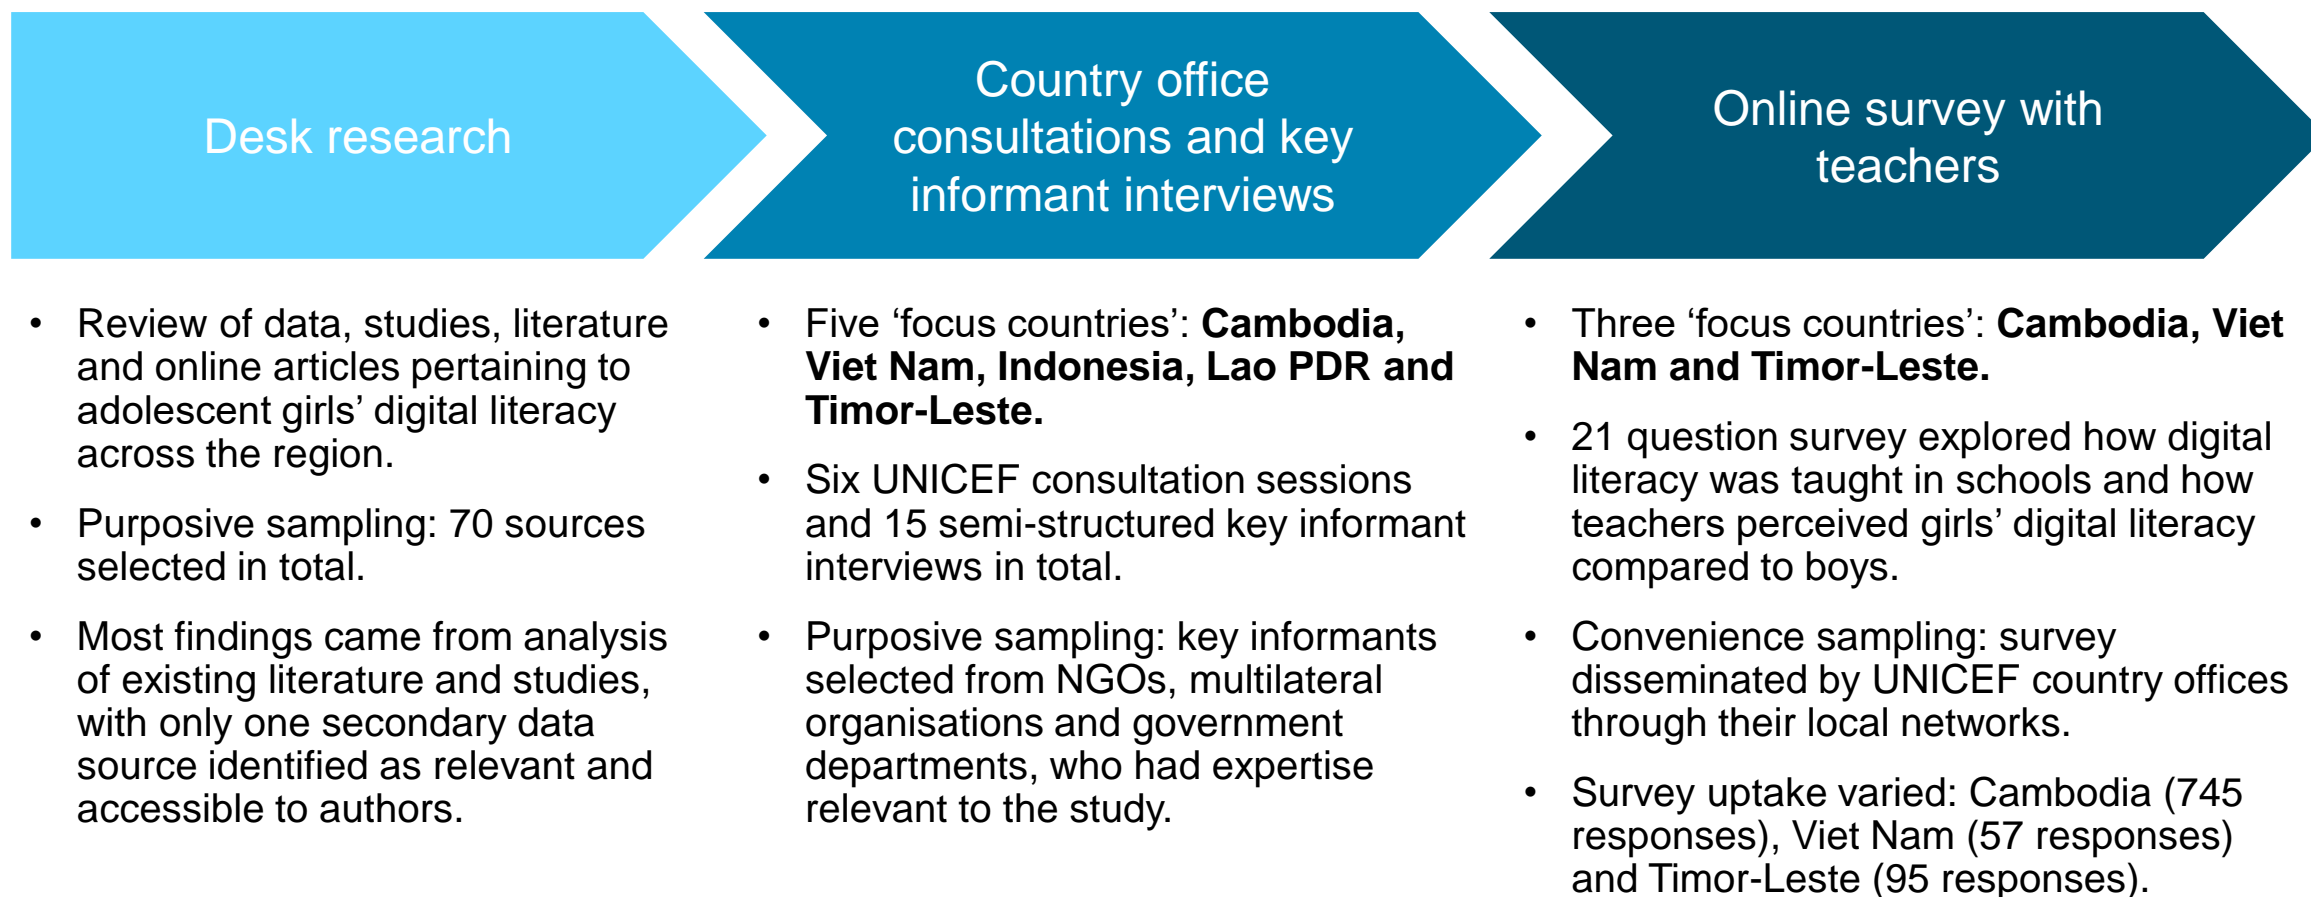 Desk research
Country office
consultations and key
informant interviews
Online survey with
teachers
• Review of data, studies, literature
and online articles pertaining to
adolescent girls’ digital literacy
across the region.
• Purposive sampling: 70 sources
selected in total.
• Most findings came from analysis
of existing literature and studies,
with only one secondary data
source identified as relevant and
accessible to authors.
• Five ‘focus countries’: Cambodia,
Viet Nam, Indonesia, Lao PDR and
Timor-Leste.
• Six UNICEF consultation sessions
and 15 semi-structured key informant
interviews in total.
• Purposive sampling: key informants
selected from NGOs, multilateral
organisations and government
departments, who had expertise
relevant to the study.
• Three ‘focus countries’: Cambodia, Viet
Nam and Timor-Leste.
• 21 question survey explored how digital
literacy was taught in schools and how
teachers perceived girls’ digital literacy
compared to boys.
• Convenience sampling: survey
disseminated by UNICEF country offices
through their local networks.
• Survey uptake varied: Cambodia (745
responses), Viet Nam (57 responses)
and Timor-Leste (95 responses).